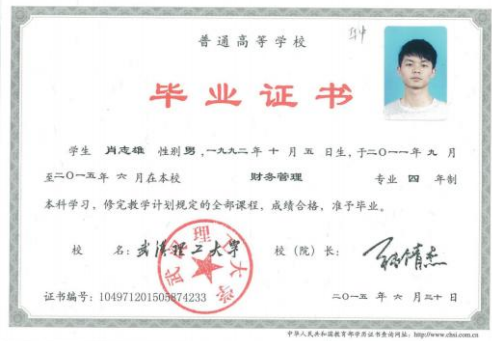 普通高等学校
毕业证书
学生 肖志雄 性别 男 ,一九九二年 十 月 五 日生,于二〇一一年 九 月
至二〇一五年 六 月在本校 财务管理 专业 四 年制
本科学习,修完教学计划规定的全部课程,成绩合格,准予毕业。
校 名: 武汉理工大学 校(院)长:
证书编号: 104971201505874233 二〇一五 年 六 月三十日
中华人民共和国教育部学历证书查询网址: http://www.chsi.com.cn